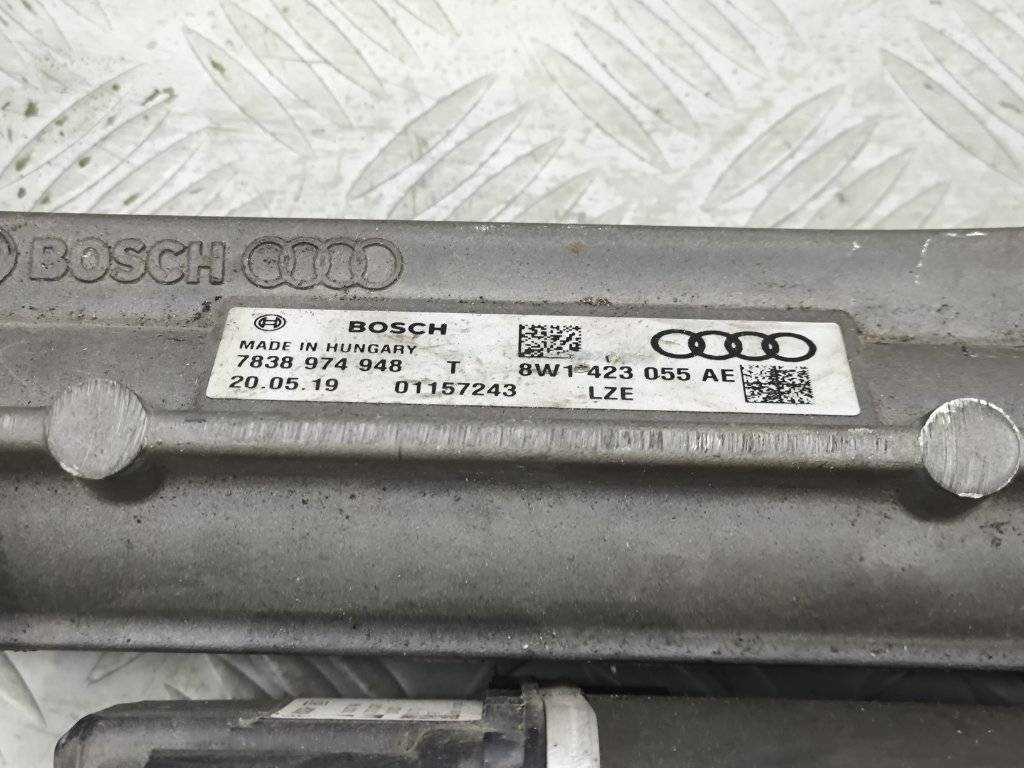 BOSCH
BOSCH
MADE IN HUNGARY
7838 974 948 T 8W1 423 055 AE
20.05.19 01157243 LZE